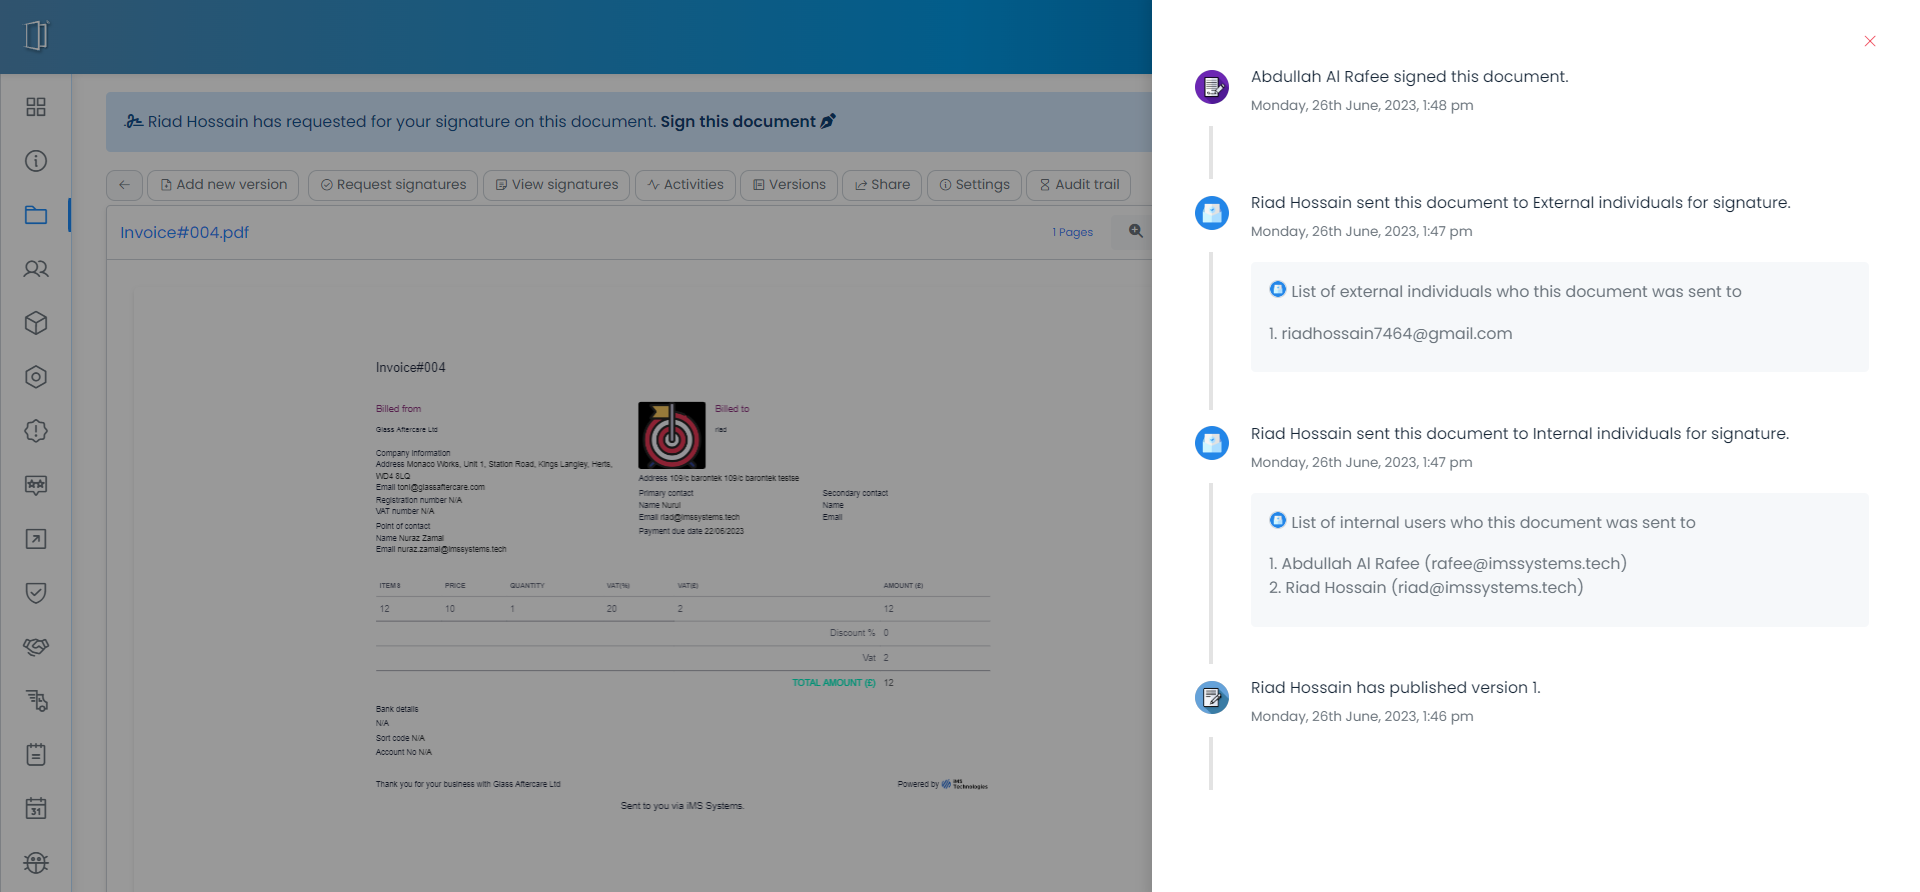 Riad Hossain has requested for your signature on this document. Sign this document
Add new version
Request signatures
View signatures
Activities
Versions
Share
Settings
Audit trail
Invoice#004.pdf
1 Pages
Invoice#004
Billed from
Glass Aftercare Ltd
Company information
Address Monaco Works, Unit 1, Station Road, Kings Langley, Herts,
WD4 8LQ
Email toni@glassaftercare.com
Registration number N/A
VAT number N/A
Point of contact
Name Nuraz Zamal
Email nuraz.zamal@imssystems.tech
Billed to
riad
Address 109/c barontek 109/c barontek testse
Primary contact
Name Nurul
Email riad@imssystems.tech
Payment due date 22/06/2023
Secondary contact
Name
Email
ITEMS PRICE QUANTITY VAT(%) VAT(£) AMOUNT (£)
12 10 1 20 2 12
Discount % 0
Vat 2
TOTAL AMOUNT (£) 12
Bank details
N/A
Sort code N/A
Account No N/A
Thank you for your business with Glass Aftercare Ltd
Powered by IMS Technologies
Sent to you via iMS Systems.
31
Abdullah Al Rafee signed this document.
Monday, 26th June, 2023, 1:48 pm
Riad Hossain sent this document to External individuals for signature.
Monday, 26th June, 2023, 1:47 pm
List of external individuals who this document was sent to
1. riadhossain7464@gmail.com
Riad Hossain sent this document to Internal individuals for signature.
Monday, 26th June, 2023, 1:47 pm
List of internal users who this document was sent to
1. Abdullah Al Rafee (rafee@imssystems.tech)
2. Riad Hossain (riad@imssystems.tech)
Riad Hossain has published version 1.
Monday, 26th June, 2023, 1:46 pm